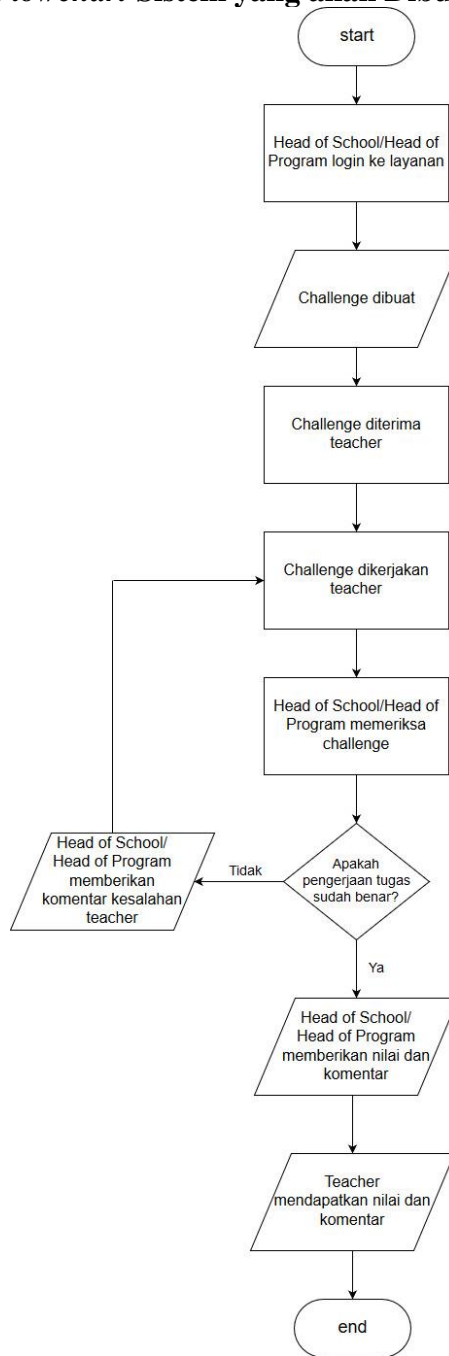 Sistem yang akan
start
Head of School/Head of
Program login ke layanan
Challenge dibuat
Challenge diterima
teacher
Challenge dikerjakan
teacher
Head of School/Head of
Program memeriksa
challenge
Apakah
pengerjaan tugas
sudah benar?
Tidak
Head of School/
Head of Program
memberikan
komentar kesalahan
teacher
Ya
Head of School/
Head of Program
memberikan nilai dan
komentar
Teacher
mendapatkan nilai dan
komentar
end